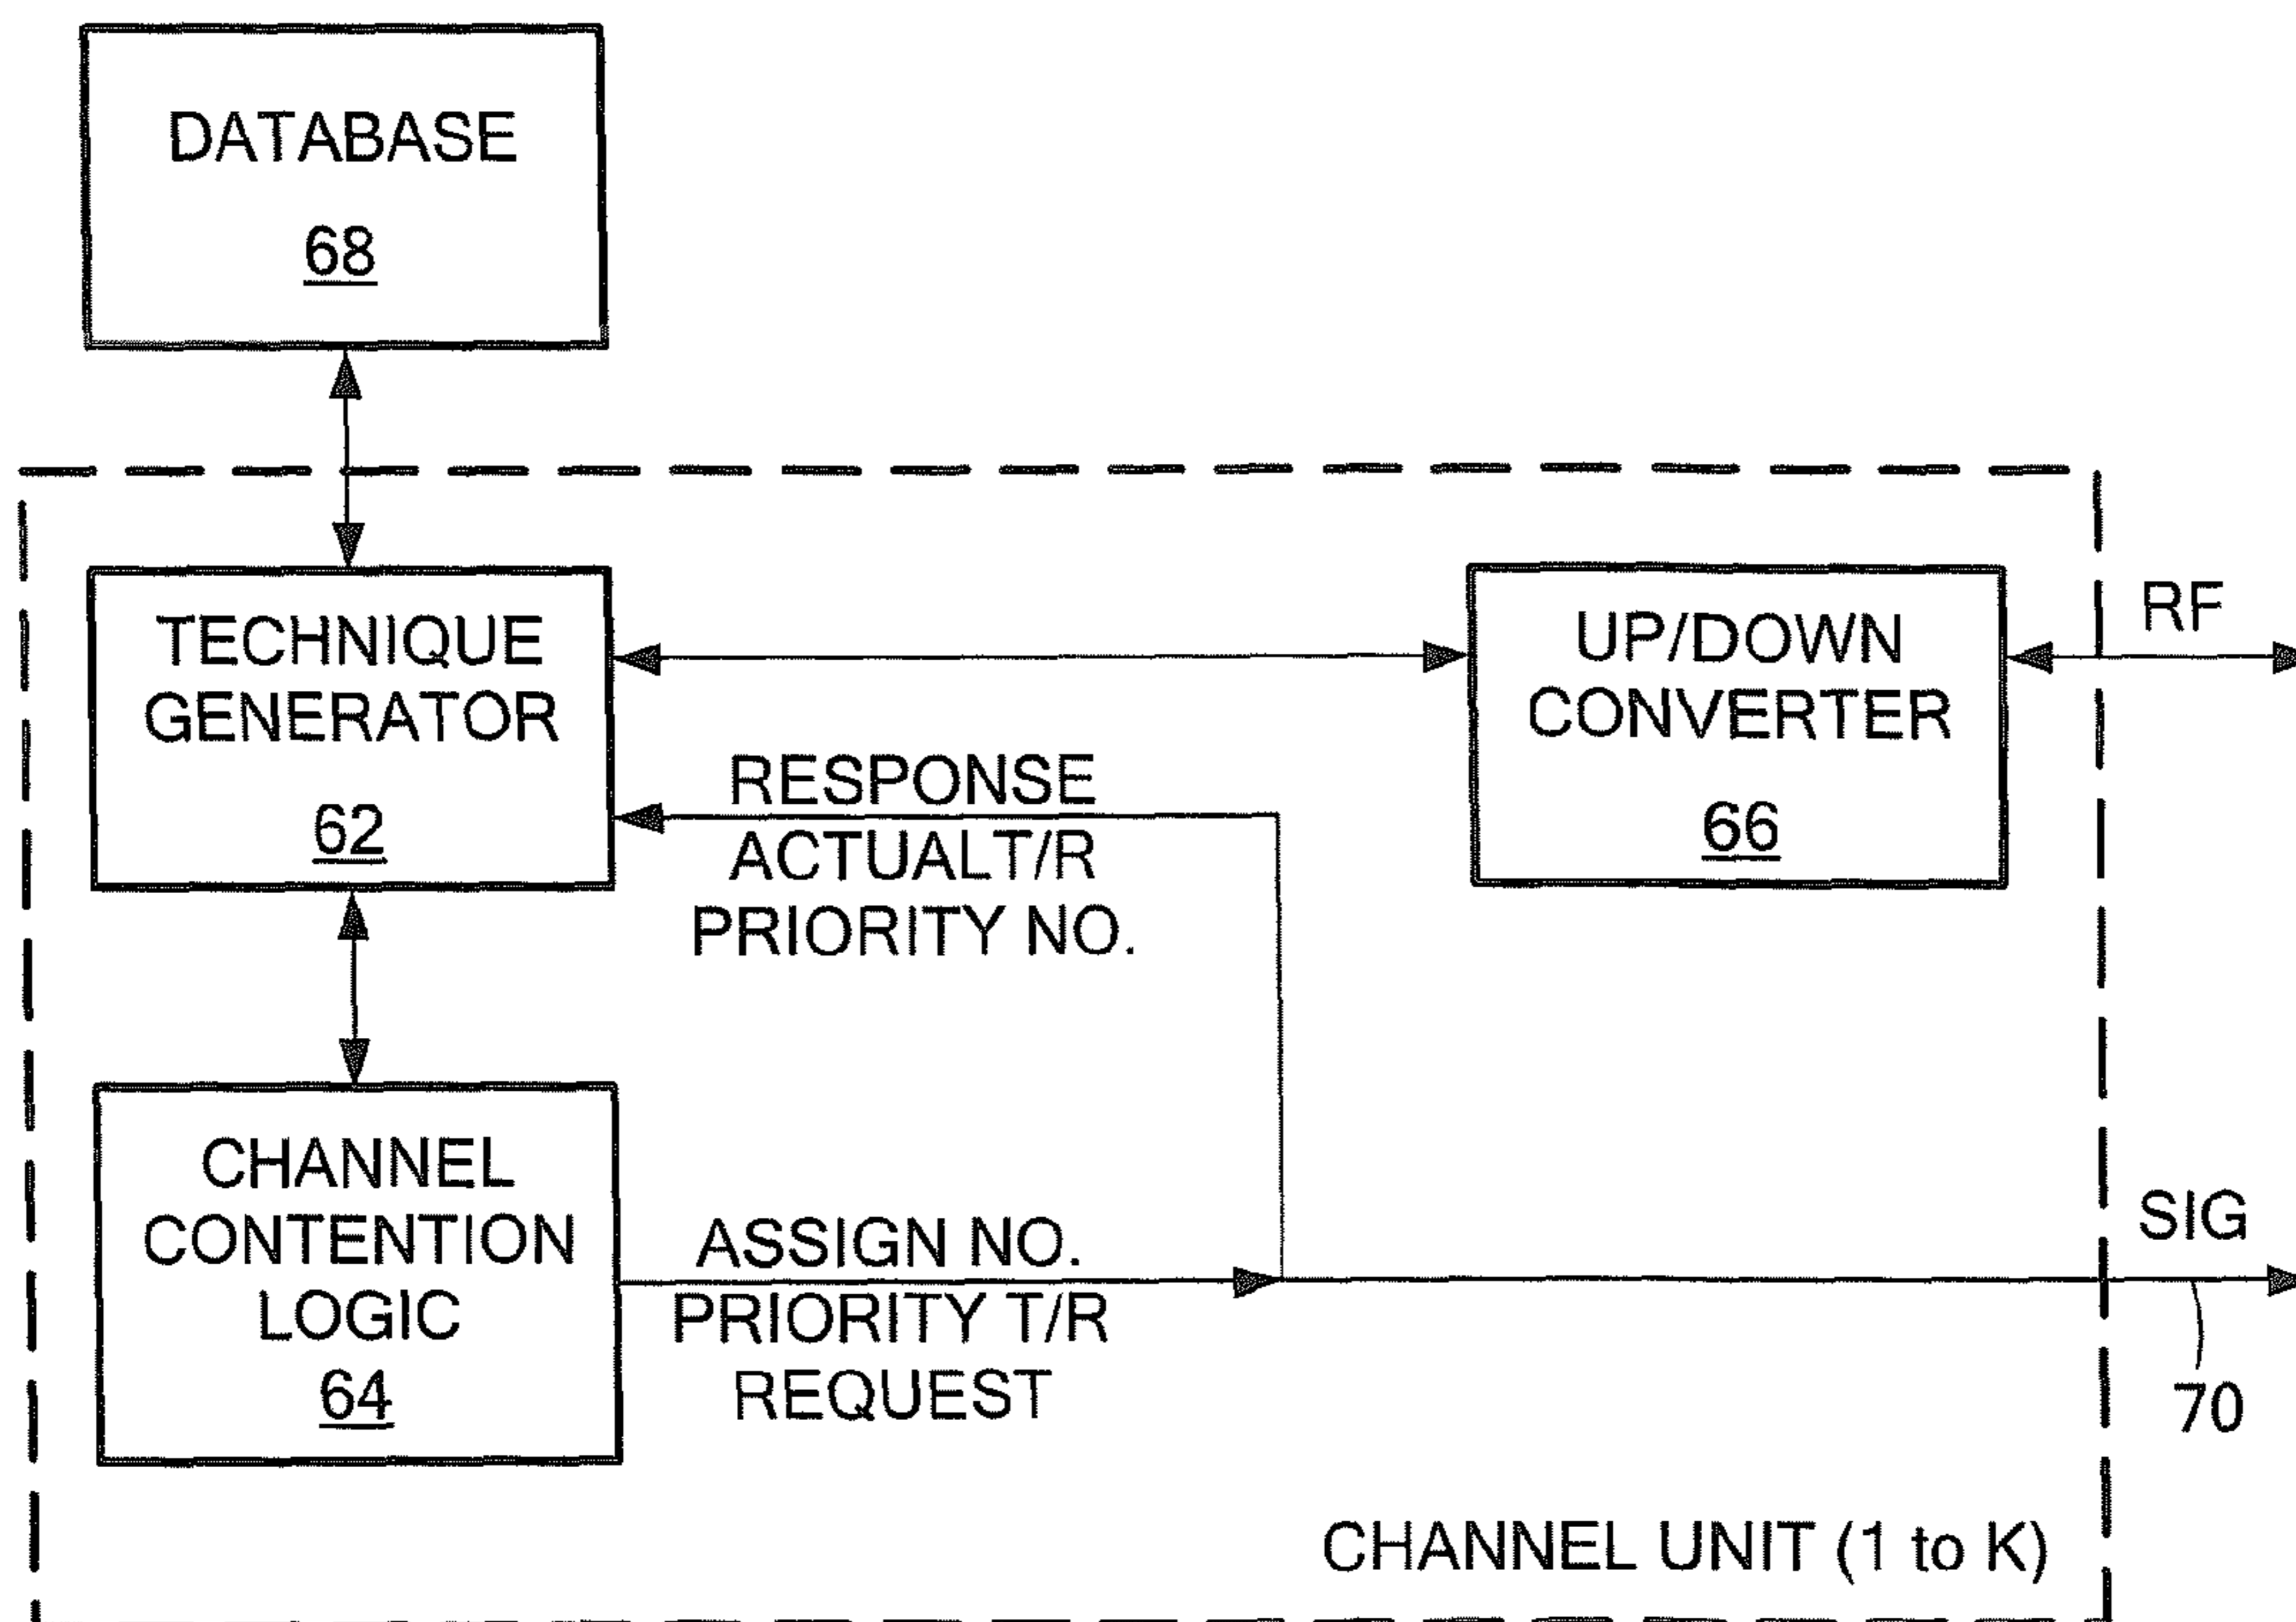 DATABASE
68
TECHNIQUE
GENERATOR
62
UP/DOWN
CONVERTER
66
RF
RESPONSE
ACTUALT/R
PRIORITY NO.
CHANNEL
CONTENTION
LOGIC
64
ASSIGN NO.
PRIORITY T/R
REQUEST
SIG
70
CHANNEL UNIT (1 to K)